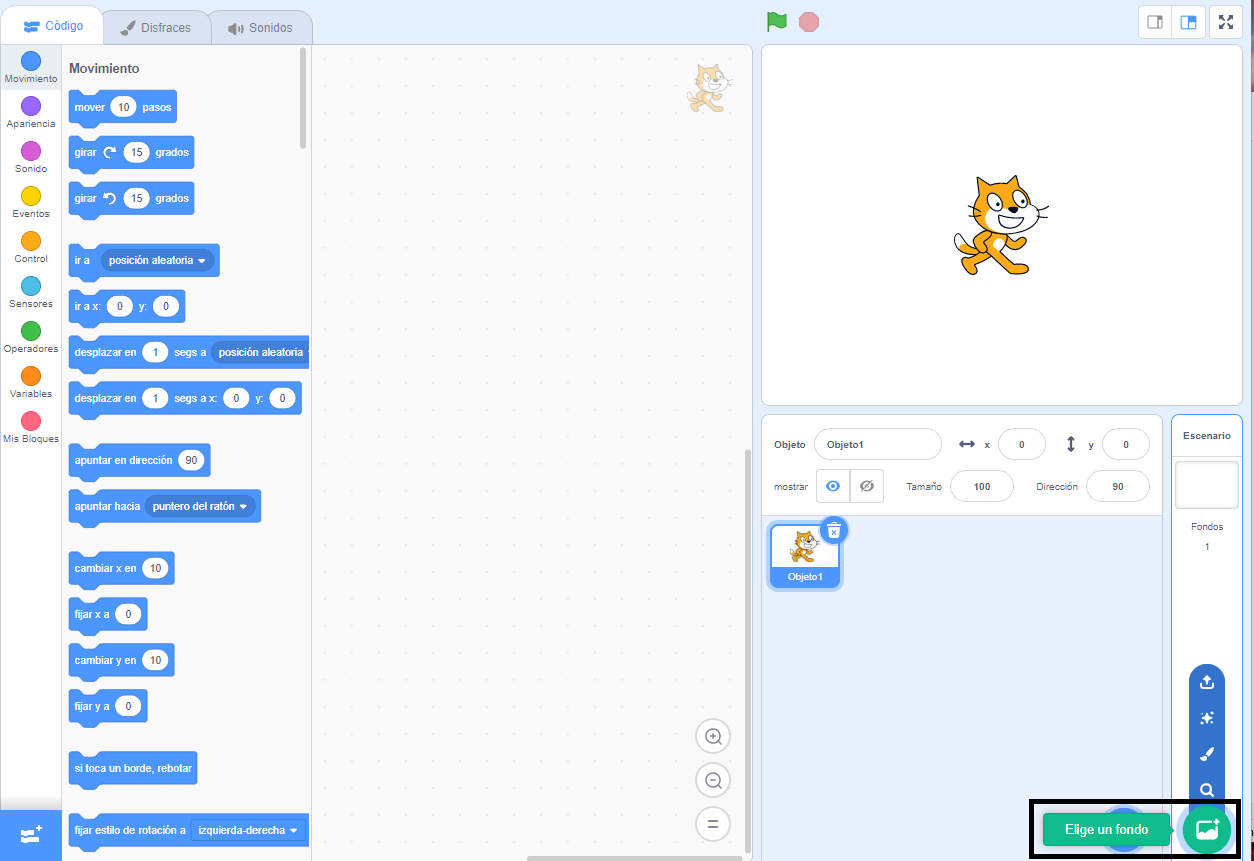 Código
Disfraces
Sonidos
Movimiento
Apariencia
Sonido
Eventos
Control
Sensores
Operadores
Variables
Mis Bloques
Movimiento
mover 10 pasos
girar 15 grados
girar 15 grados
ir a posición aleatoria
ir a x: 0 y: 0
desplazar en 1 segs a posición aleatoria
desplazar en 1 segs a x: 0 y: 0
apuntar en dirección 90
apuntar hacia puntero del ratón
cambiar x en 10
fijar x a 0
cambiar y en 10
fijar y a 0
si toca un borde, rebotar
fijar estilo de rotación a izquierda-derecha
Objeto Objeto1 x 0 y 0
mostrar Tamaño 100 Dirección 90
Objeto1
Escenario
Fondos
1
Elige un fondo